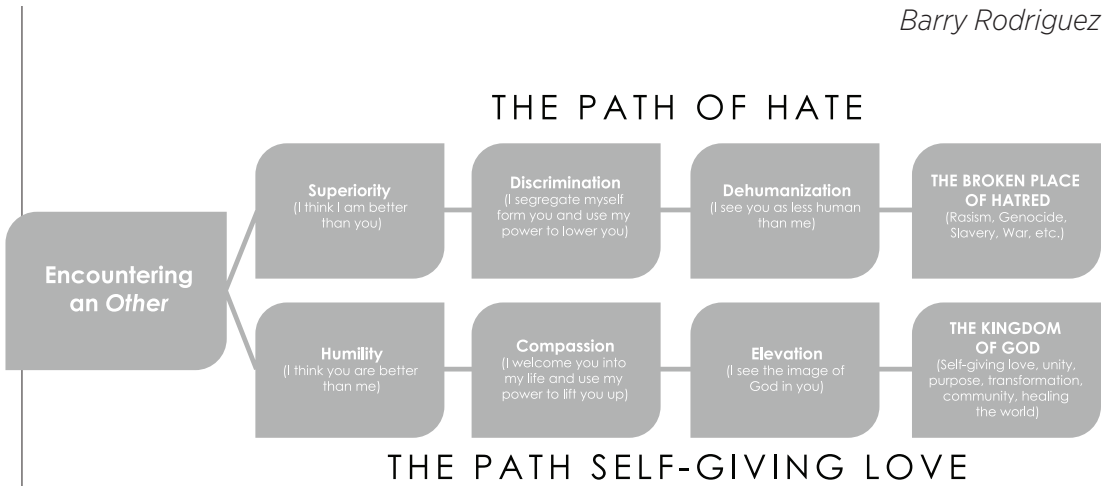 Barry Rodriguez
THE PATH OF HATE
Encountering
an Other
Superiority
(I think I am better
than you)
Discrimination
(I segregate myself
form you and use my
power to lower you)
Dehumanization
(I see you as less human
than me)
THE BROKEN PLACE
OF HATRED
(Rasism, Genocide,
Slavery, War, etc.)
Humility
(I think you are better
than me)
Compassion
(I welcome you into
my life and use my
power to lift you up)
Elevation
(I see the image of
God in you)
THE KINGDOM
OF GOD
(Self-giving love, unity,
purpose, transformation,
community, healing
the world)
THE PATH SELF-GIVING LOVE